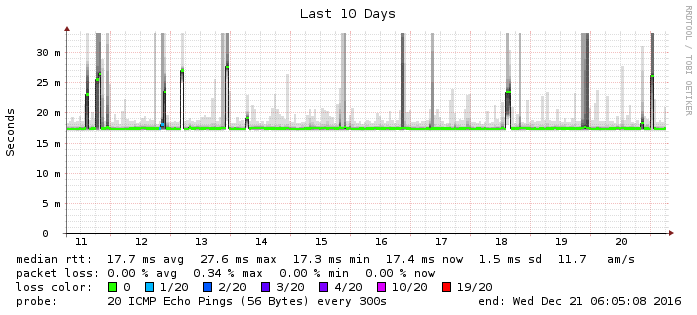 Last 10 Days
RRDTOOL / TOBI OETIKER
Seconds
30 m
25 m
20 m
15 m
10 m
5 m
0
11 12 13 14 15 16 17 18 19 20
median rtt: 17.7 ms avg 27.6 ms max 17.3 ms min 17.4 ms now 1.5 ms sd 11.7 am/s
packet loss: 0.00 % avg 0.34 % max 0.00 % min 0.00 % now
loss color: 0 1/20 2/20 3/20 4/20 10/20 19/20
probe: 20 ICMP Echo Pings (56 Bytes) every 300s end: Wed Dec 21 06:05:08 2016